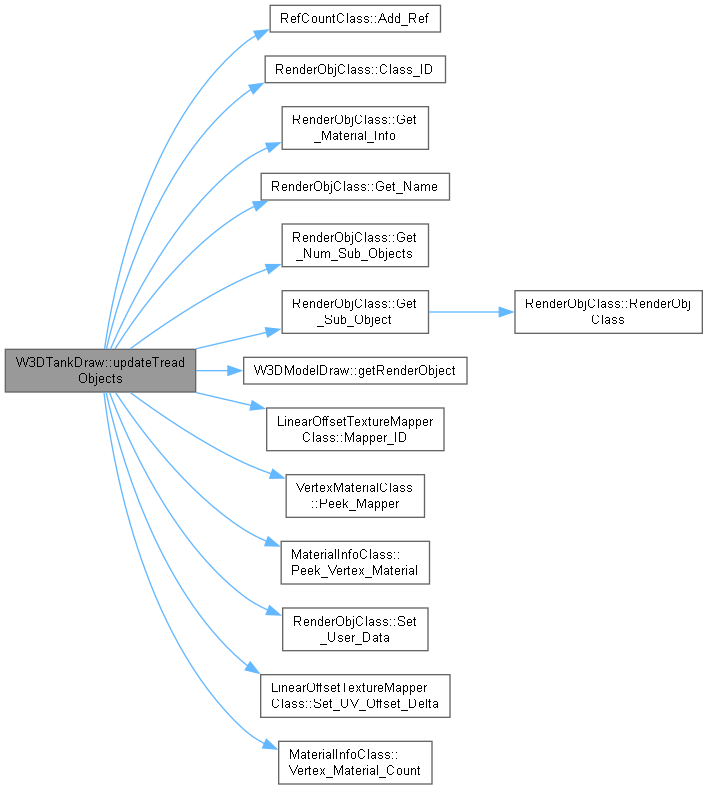 RefCountClass::Add_Ref
RenderObjClass::Class_ID
RenderObjClass::Get
_Material_Info
RenderObjClass::Get_Name
RenderObjClass::Get
_Num_Sub_Objects
RenderObjClass::Get
_Sub_Object
RenderObjClass::RenderObj
Class
W3DTankDraw::updateTread
Objects
W3DModelDraw::getRenderObject
LinearOffsetTextureMapper
Class::Mapper_ID
VertexMaterialClass
::Peek_Mapper
MaterialInfoClass::
Peek_Vertex_Material
RenderObjClass::Set
_User_Data
LinearOffsetTextureMapper
Class::Set_UV_Offset_Delta
MaterialInfoClass::
Vertex_Material_Count